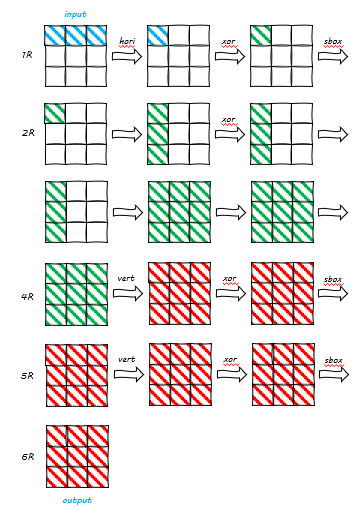 input
1R hori xor sbox
2R xor
4R vert xor sbox
5R vert xor sbox
6R
output